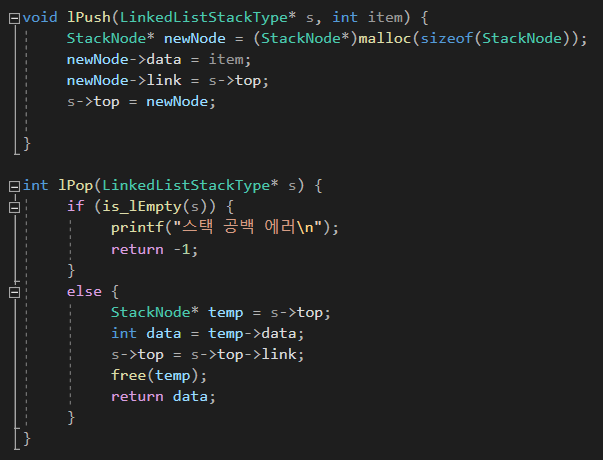 void lPush(LinkedListStackType* s, int item) {
    StackNode* newNode = (StackNode*)malloc(sizeof(StackNode));
    newNode->data = item;
    newNode->link = s->top;
    s->top = newNode;
}
int lPop(LinkedListStackType* s) {
    if (is_lEmpty(s)) {
        printf("스택 공백 에러\n");
        return -1;
    }
    else {
        StackNode* temp = s->top;
        int data = temp->data;
        s->top = s->top->link;
        free(temp);
        return data;
    }
}